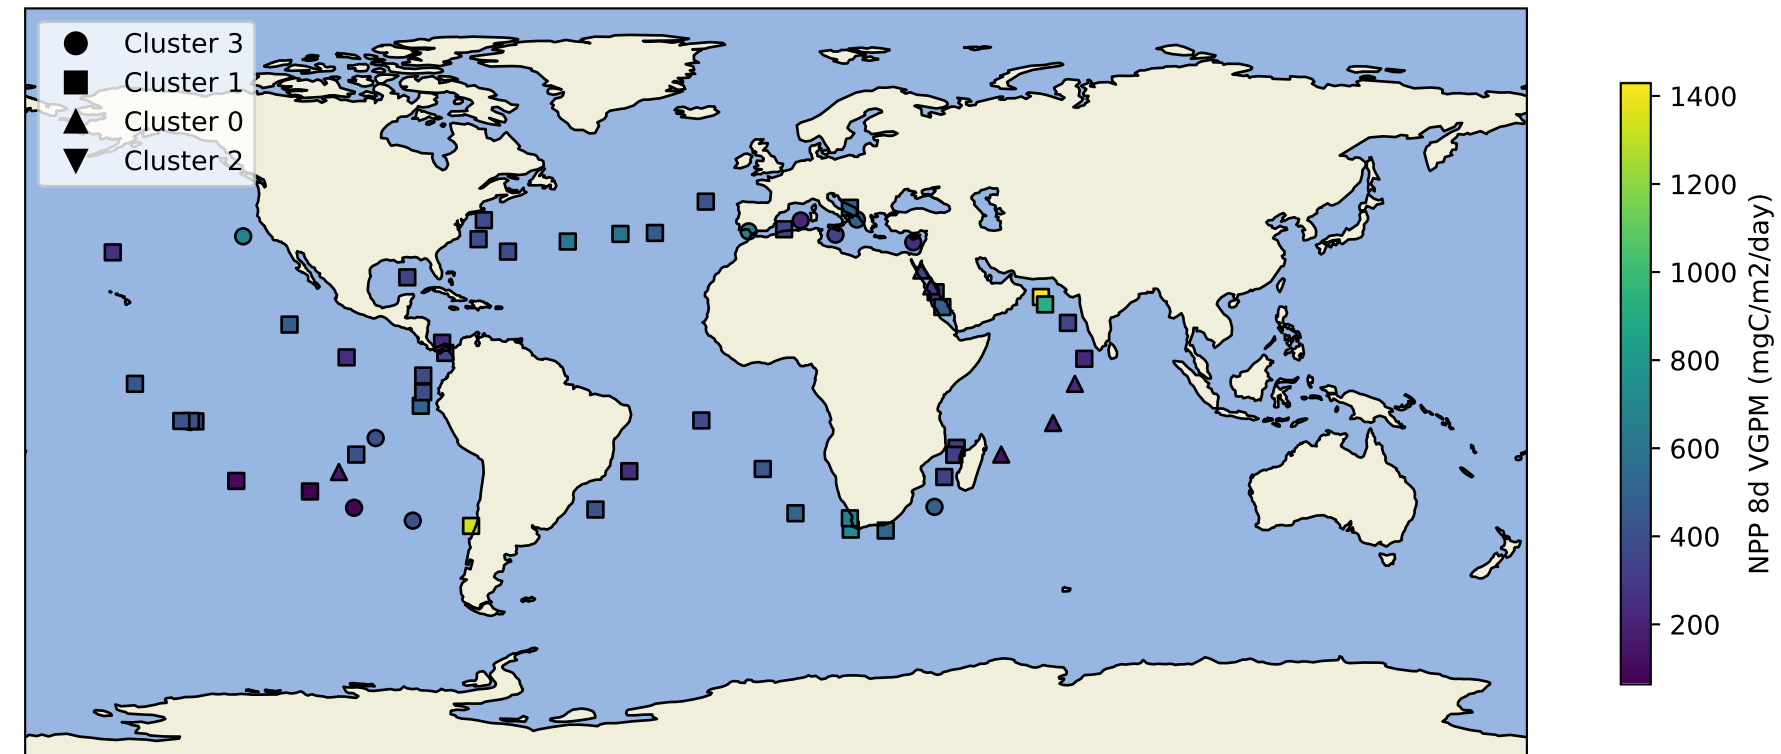 Cluster 3
Cluster 1
Cluster 0
Cluster 2
1400
1200
1000
800
600
400
200
NPP 8d VGPM (mgC/m2/day)